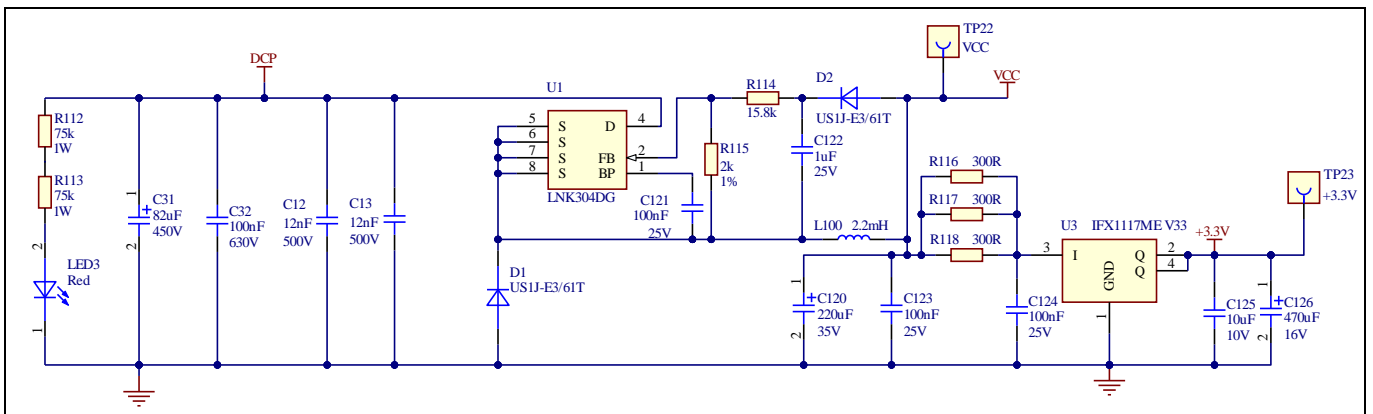 TP22
VCC
DCP
VCC
U1
D2
R114
15.8k
US1J-E3/61T
R112
75k
1W
5
6
7
8
S
S
S
S
D
FB
BP
4
2
1
LNK304DG
R115
2k
1%
C122
1uF
25V
R113
75k
1W
R116 300R
R117 300R
R118 300R
TP23
+3.3V
1
C31
82uF
450V
2
C32
100nF
630V
C12
12nF
500V
C13
12nF
500V
C121
100nF
25V
L100 2.2mH
U3 IFX1117ME V33
+3.3V
3
I
GND
Q
Q
2
4
1
2
LED3
Red
1
D1
US1J-E3/61T
1
C120
220uF
35V
2
C123
100nF
25V
C124
100nF
25V
C125
10uF
10V
1
C126
470uF
16V
2